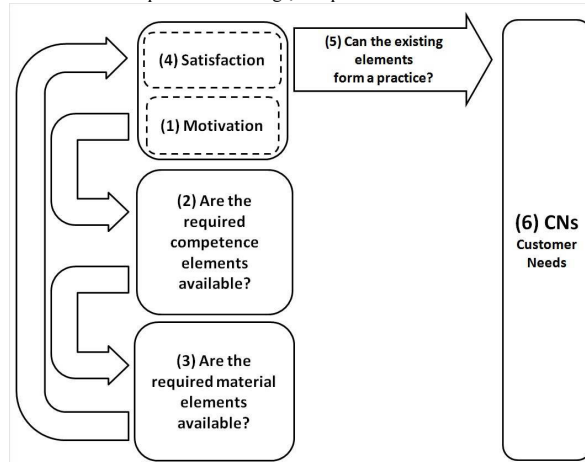 (4) Satisfaction
(1) Motivation
(5) Can the existing
elements
form a practice?
(2) Are the
required
competence
elements
available?
(3) Are the
required material
elements
available?
(6) CNs
Customer
Needs